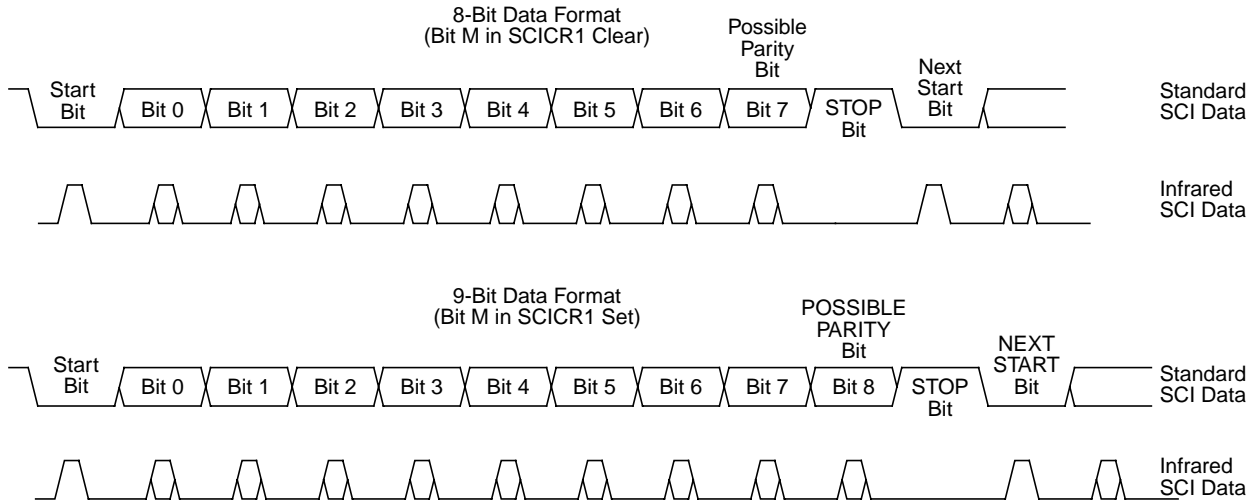 8-Bit Data Format
(Bit M in SCICR1 Clear)
Possible
Parity
Bit
Start
Bit
Bit 0
Bit 1
Bit 2
Bit 3
Bit 4
Bit 5
Bit 6
Bit 7
STOP
Bit
Next
Start
Bit
Standard
SCI Data
Infrared
SCI Data
9-Bit Data Format
(Bit M in SCICR1 Set)
POSSIBLE
PARITY
Bit
Start
Bit
Bit 0
Bit 1
Bit 2
Bit 3
Bit 4
Bit 5
Bit 6
Bit 7
Bit 8
STOP
Bit
NEXT
START
Bit
Standard
SCI Data
Infrared
SCI Data